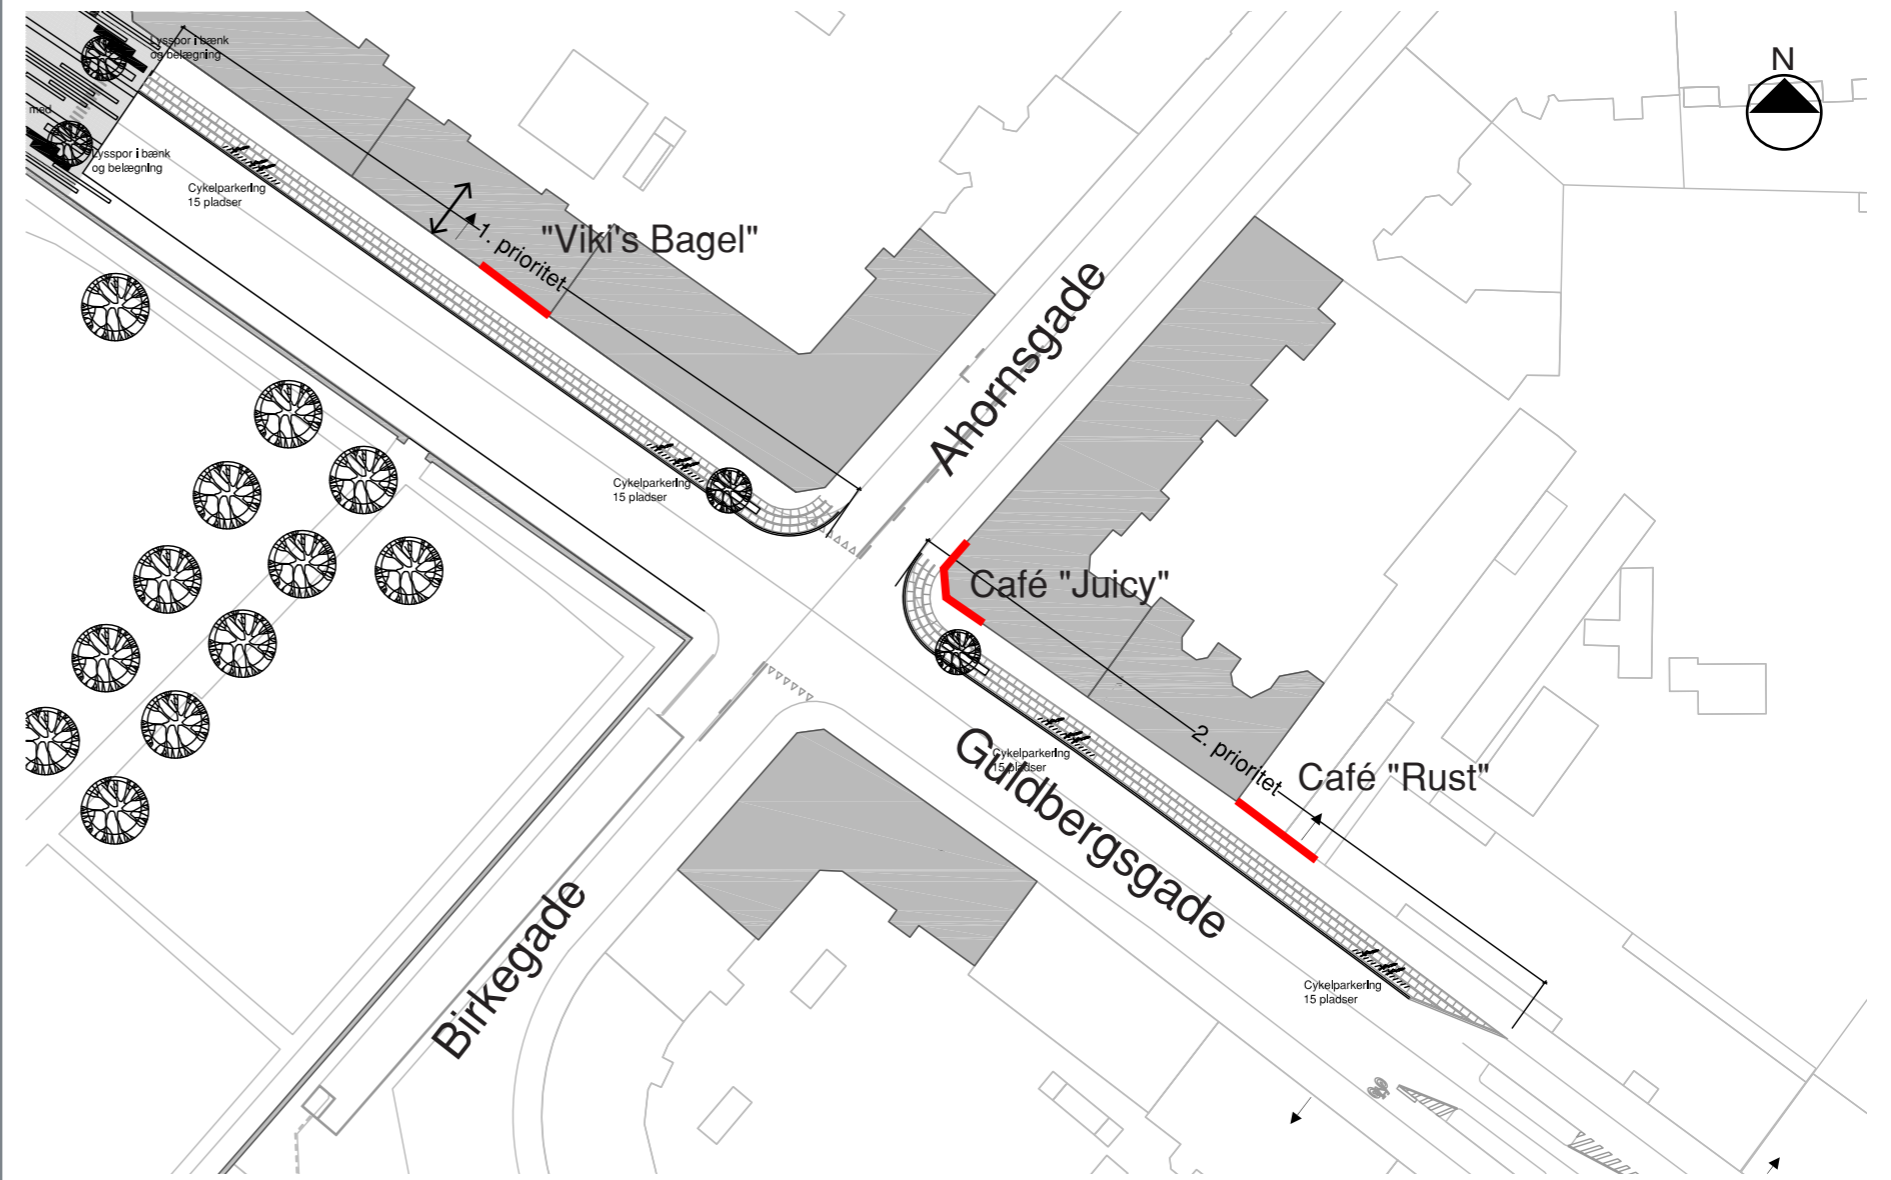 Lysspor i bænk
og belægning
N
med
Lysspor i bænk
og belægning
Cykelparkering
15 pladser
"Viki's Bagel"
1. prioritet
Ahornsgade
Cykelparkering
15 pladser
Café "Juicy"
2. prioritet
Cykelparkering
15 pladser
Café "Rust"
Guldbergsgade
Birkegade
Cykelparkering
15 pladser